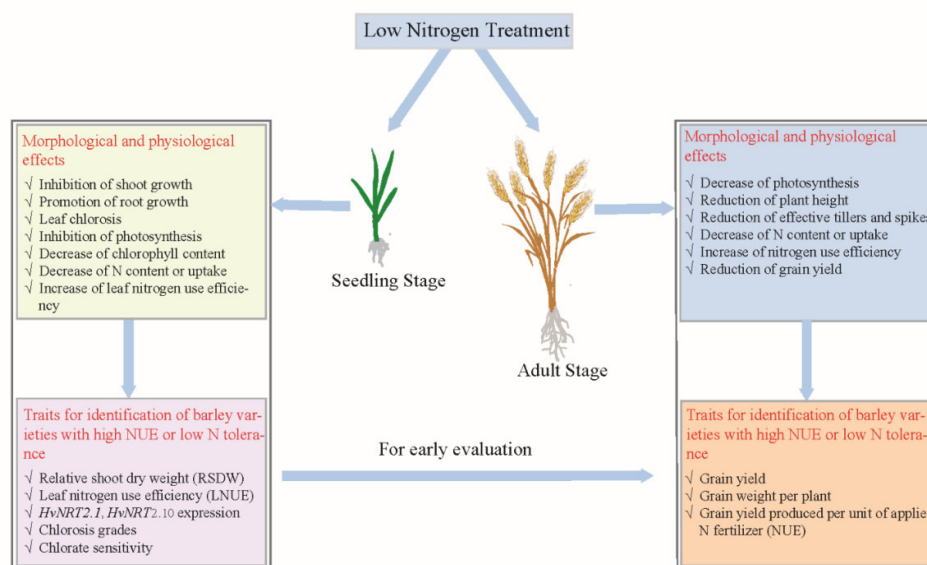 Low Nitrogen Treatment
Morphological and physiological
effects
√ Inhibition of shoot growth
√ Promotion of root growth
√ Leaf chlorosis
√ Inhibition of photosynthesis
√ Decrease of chlorophyll content
√ Decrease of N content or uptake
√ Increase of leaf nitrogen use efficie-
ncy
Seedling Stage
Adult Stage
Morphological and physiological
effects
√ Decrease of photosynthesis
√ Reduction of plant height
√ Reduction of effective tillers and spikes
√ Decrease of N content or uptake
√ Increase of nitrogen use efficiency
√ Reduction of grain yield
Traits for identification of barley var-
ieties with high NUE or low N tolera-
nce
√ Relative shoot dry weight (RSDW)
√ Leaf nitrogen use efficiency (LNUE)
√ HvNRT2.1, HvNRT2.10 expression
√ Chlorosis grades
√ Chlorate sensitivity
For early evaluation
Traits for identification of barley var-
ieties with high NUE or low N tolera-
nce
√ Grain yield
√ Grain weight per plant
√ Grain yield produced per unit of applie
N fertilizer (NUE)